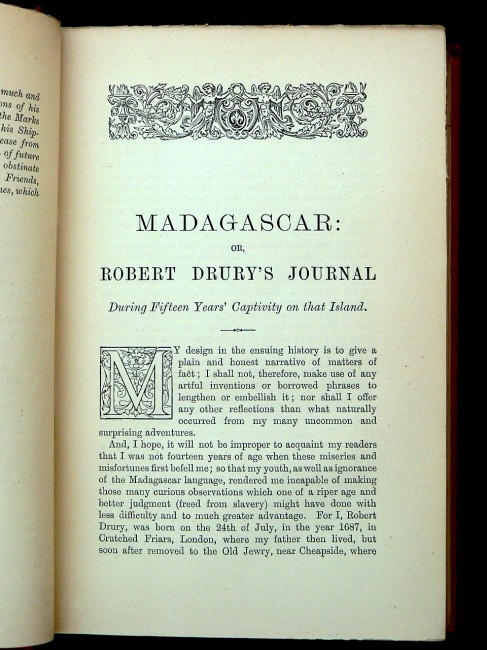 much and
ons of his
the Marks
his Ship-
ease from
of future
obstinate
Friends,
nes, which
MADAGASCAR:
OR,
ROBERT DRURY'S JOURNAL
During Fifteen Years' Captivity on that Island.
MY design in the ensuing history is to give a
plain and honest narrative of matters of
fact; I shall not, therefore, make use of any
artful inventions or borrowed phrases to
lengthen or embellish it; nor shall I offer
any other reflections than what naturally
occurred from my many uncommon and
surprising adventures.
And, I hope, it will not be improper to acquaint my readers
that I was not fourteen years of age when these miseries and
misfortunes first befell me; so that my youth, as well as ignorance
of the Madagascar language, rendered me incapable of making
those many curious observations which one of a riper age and
better judgment (freed from slavery) might have done with
less difficulty and to much greater advantage. For I, Robert
Drury, was born on the 24th of July, in the year 1687, in
Crutched Friars, London, where my father then lived, but
soon after removed to the Old Jewry, near Cheapside, where